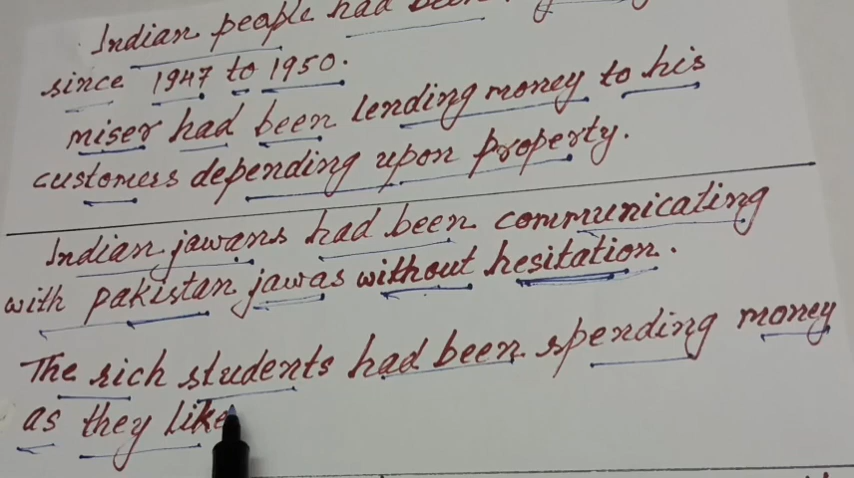 Indian people had been
since 1947 to 1950.
miser had been lending money to his
customers depending upon property.
Indian jawans had been communicating
with pakistan jawas without hesitation.
The rich students had been spending money
as they like